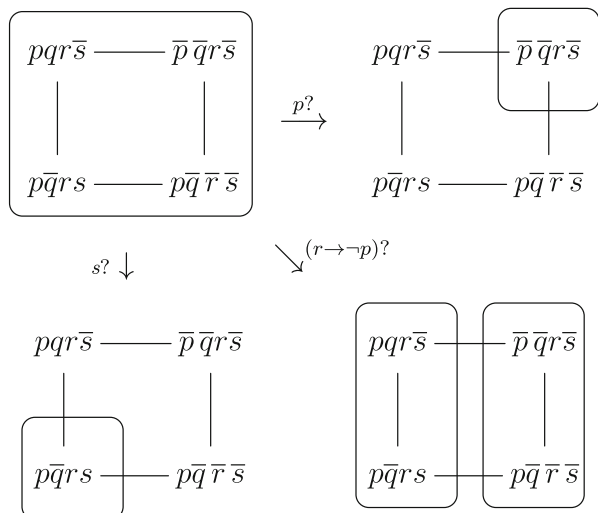 pqrs̅ p̅ q̅rs̅ pqrs̅ p̅ q̅rs̅
p?
pq̅rs pq̅ r̅ s̅ pq̅rs pq̅ r̅ s̅
s? (r→¬p)?
pqrs̅ p̅ q̅rs̅ pqrs̅ p̅ q̅rs̅
pq̅rs pq̅ r̅ s̅ pq̅rs pq̅ r̅ s̅